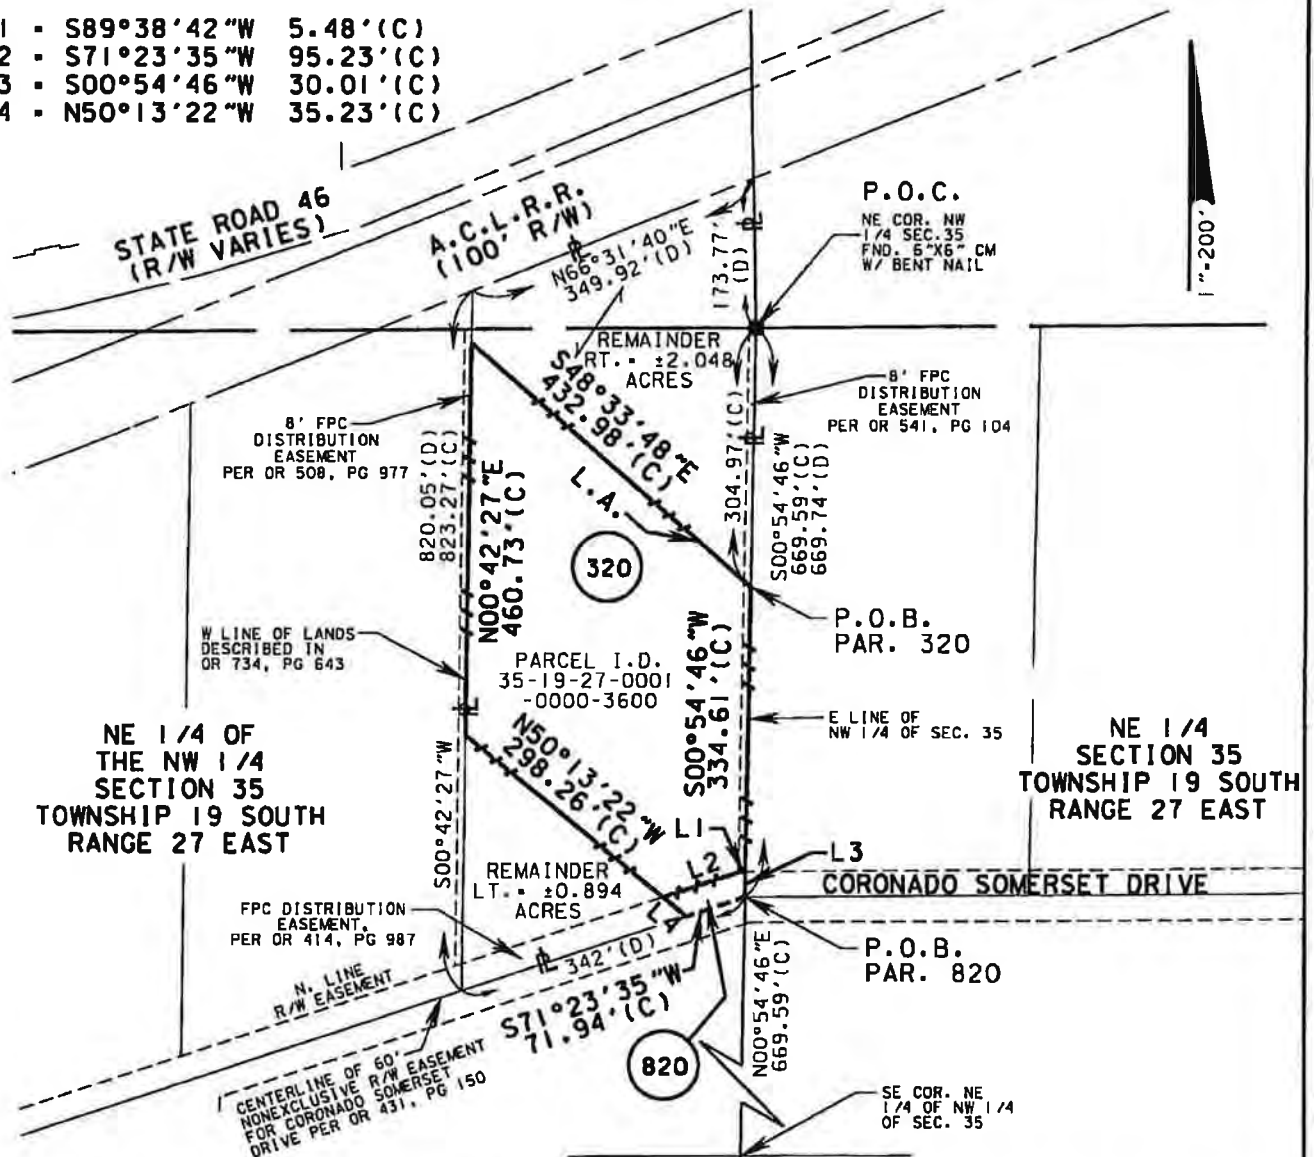 1 - S89°38'42"W 5.48'(C)
2 - S71°23'35"W 95.23'(C)
3 - S00°54'46"W 30.01'(C)
4 - N50°13'22"W 35.23'(C)
STATE ROAD 46
(R/W VARIES)
A.C.L.R.R.
(100' R/W)
N66°31'40"E
349.92'(D)
173.77'
(D)
P.O.C.
NE COR. NW
1/4 SEC.35
FND. 6"X6" CM
W/ BENT NAIL
1"-200'
REMAINDER
RT. = ±2.048
ACRES
S48°33'48"E
432.98'(C)
L.A.
8' FPC
DISTRIBUTION
EASEMENT
PER OR 508, PG 977
8' FPC
DISTRIBUTION
EASEMENT
PER OR 541, PG 104
820.05'(D)
823.27'(C)
N00°42'27"E
460.73'(C)
304.97'(C)
S00°54'46"W
669.59'(C)
669.74'(D)
320
P.O.B.
PAR. 320
W LINE OF LANDS
DESCRIBED IN
OR 734, PG 643
PARCEL I.D.
35-19-27-0001
-0000-3600
S00°54'46"W
334.61'(C)
E LINE OF
NW 1/4 OF SEC. 35
NE 1/4 OF
THE NW 1/4
SECTION 35
TOWNSHIP 19 SOUTH
RANGE 27 EAST
NE 1/4
SECTION 35
TOWNSHIP 19 SOUTH
RANGE 27 EAST
N50°13'22"W
298.26'(C)
S00°42'27"W
L1
L2
L3
L4
CORONADO SOMERSET DRIVE
REMAINDER
LT. = ±0.894
ACRES
FPC DISTRIBUTION
EASEMENT.
PER OR 414, PG 987
342'(D)
P.O.B.
PAR. 820
N. LINE
R/W EASEMENT
S71°23'35"W
71.94'(C)
N00°54'46"E
669.59'(C)
820
CENTERLINE OF 60'
NONEXCLUSIVE R/W EASEMENT
FOR CORONADO SOMERSET
DRIVE PER OR 431, PG 150
SE COR. NE
1/4 OF NW 1/4
OF SEC. 35